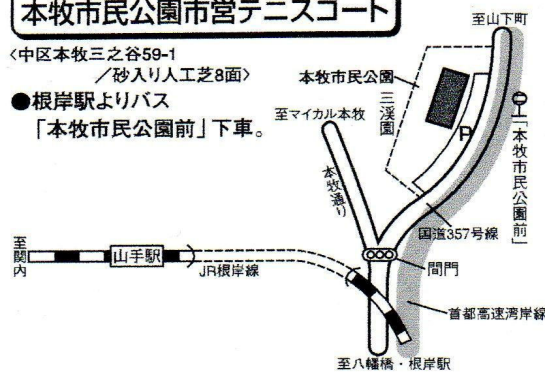 本牧市民公園市営テニスコート
〈中区本牧三之谷59-1
／砂入り人工芝8面〉
●根岸駅よりバス
「本牧市民公園前」下車。
至山下町
本牧市民公園
三溪園
P
「本牧市民公園前」
至マイカル本牧
本牧通り
国道357号線
間門
首都高速湾岸線
至関内
山手駅
JR根岸線
至八幡橋・根岸駅